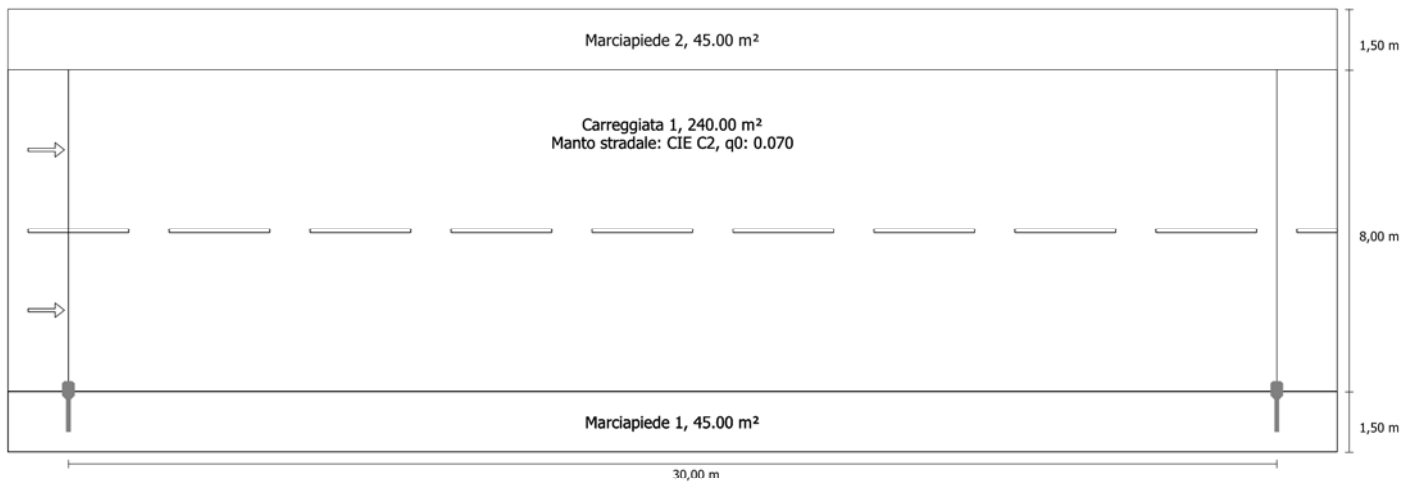 Marciapiede 2, 45.00 m²
1,50 m
Carreggiata 1, 240.00 m²
Manto stradale: CIE C2, q0: 0.070
8,00 m
Marciapiede 1, 45.00 m²
1,50 m
30,00 m